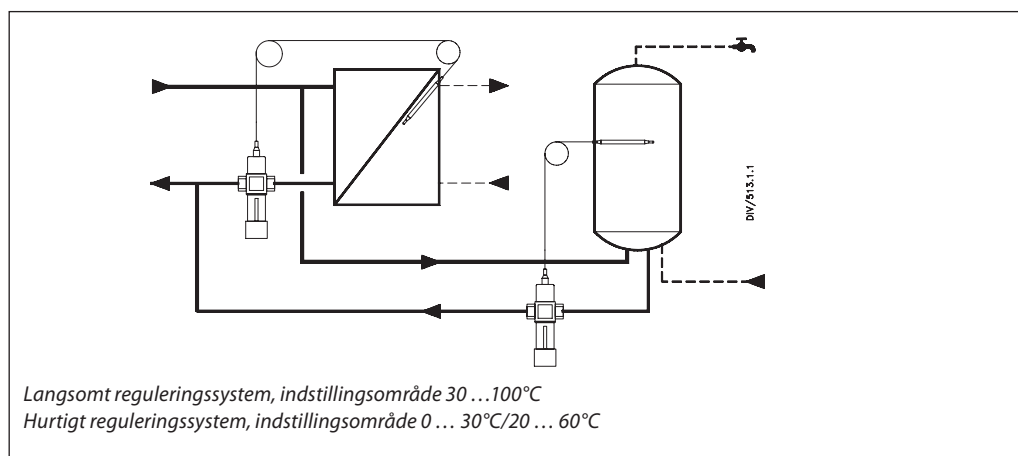 DIV/513.1.1
Langsomt reguleringssystem, indstillingsområde 30 …100°C
Hurtigt reguleringssystem, indstillingsområde 0 … 30°C/20 … 60°C